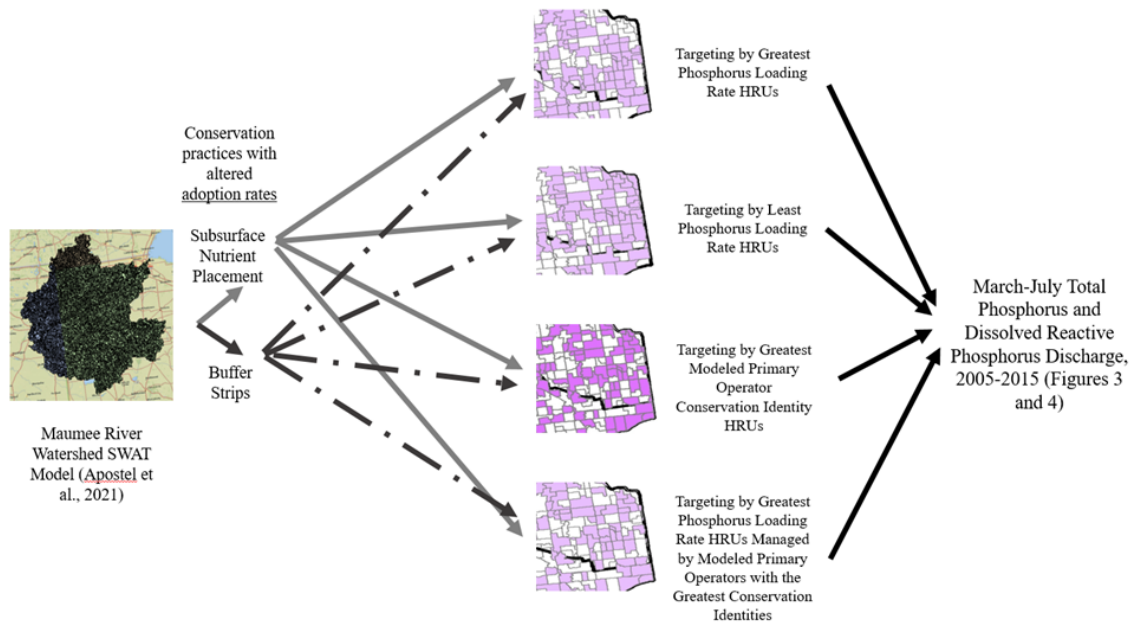 Maumee River
Watershed SWAT
Model (Apostel et
al., 2021)
Conservation
practices with
altered
adoption rates
Subsurface
Nutrient
Placement
Buffer
Strips
Targeting by Greatest
Phosphorus Loading
Rate HRUs
Targeting by Least
Phosphorus Loading
Rate HRUs
Targeting by Greatest
Modeled Primary
Operator
Conservation Identity
HRUs
Targeting by Greatest
Phosphorus Loading
Rate HRUs Managed
by Modeled Primary
Operators with the
Greatest Conservation
Identities
March-July Total
Phosphorus and
Dissolved Reactive
Phosphorus Discharge,
2005-2015 (Figures 3
and 4)